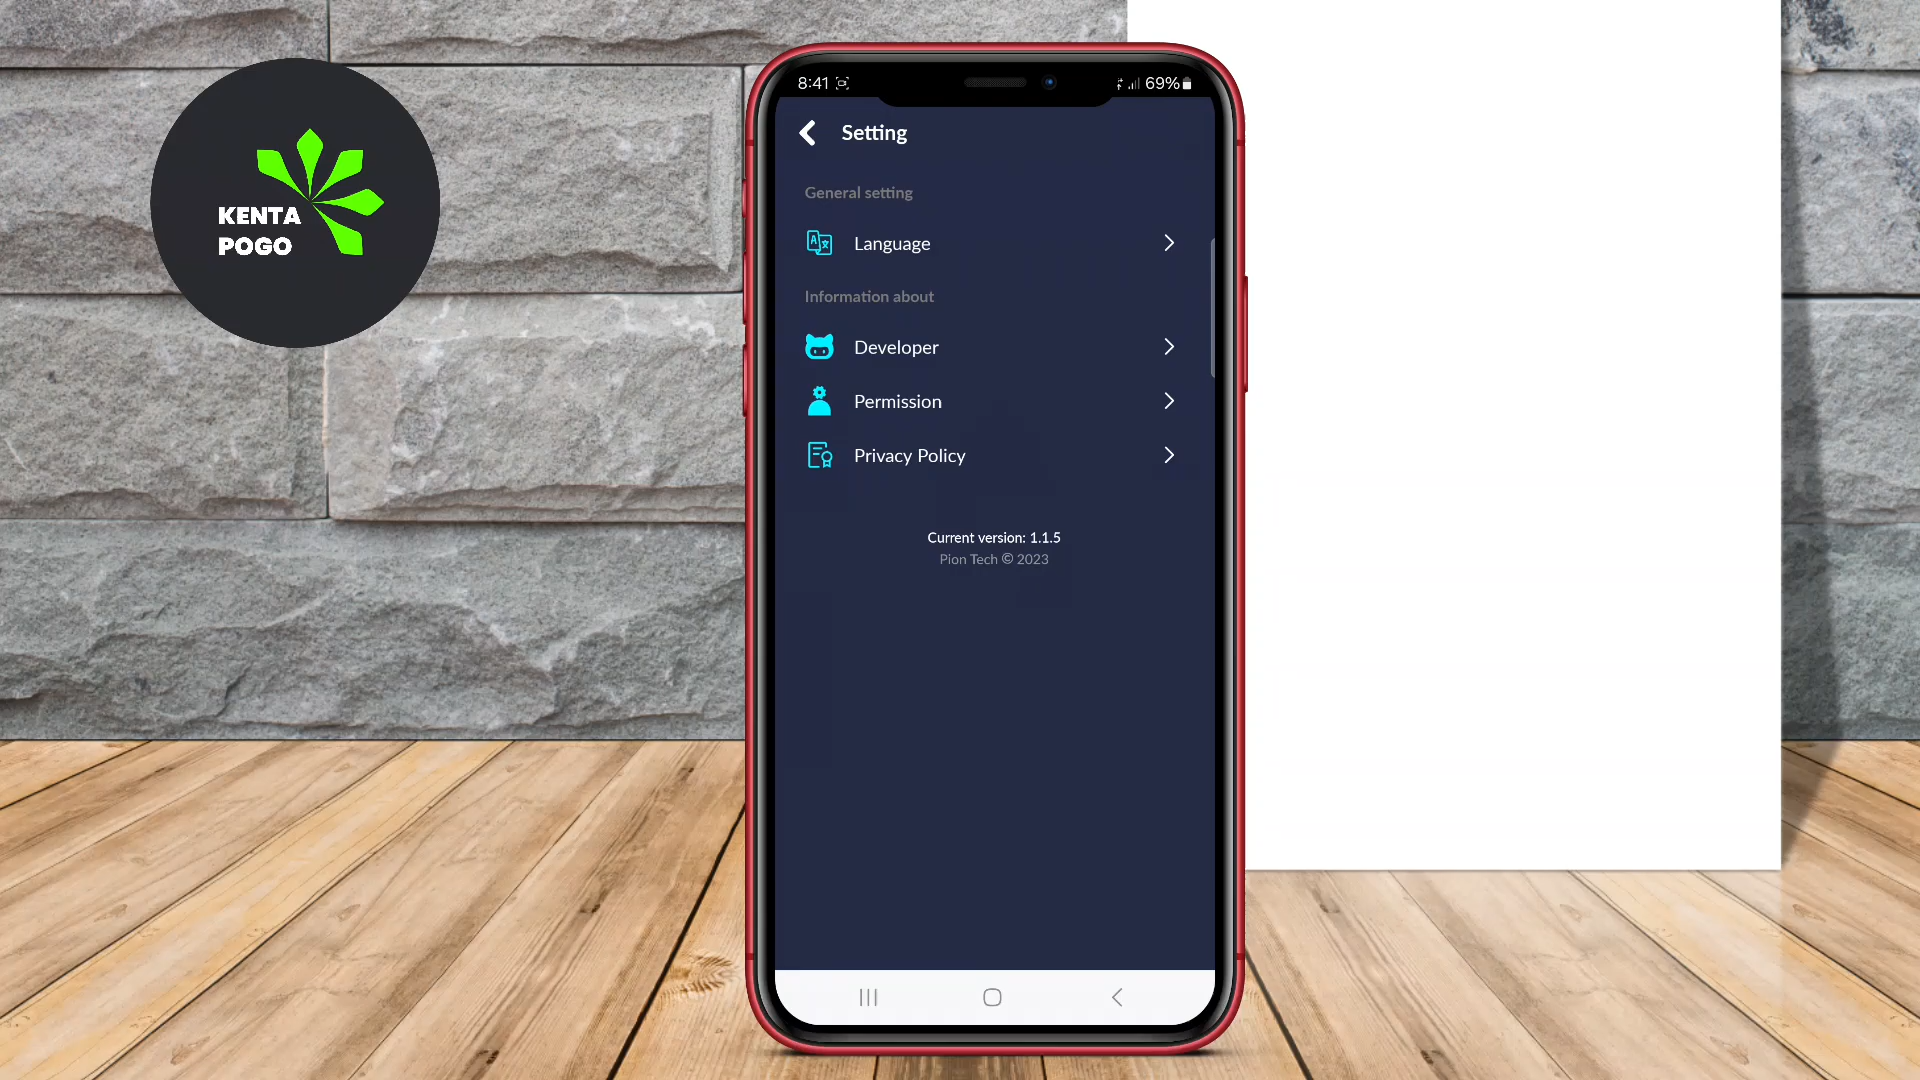 KENTA
POGO
8:41
69%
Setting
General setting
Language
Information about
Developer
Permission
Privacy Policy
Current version: 1.1.5
Pion Tech © 2023